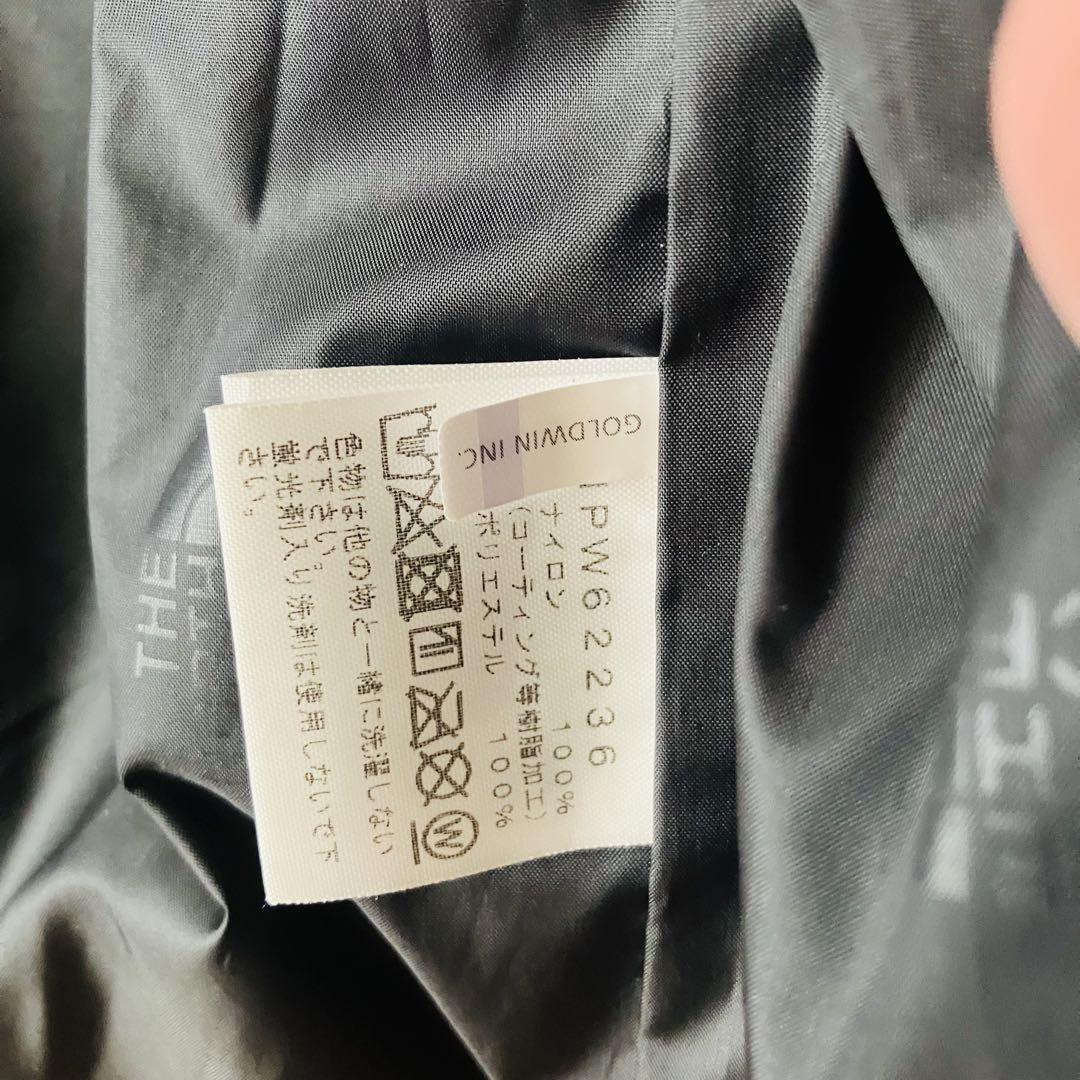 GOLDWIN INC.
PW62236
ナイロン 100%
(コーティング等樹脂加工)
ポリエステル 100%
W
色物は他の物と一緒に洗濯しない
で下さい。
蛍光剤入り洗剤は使用しないで下
さい。
THE